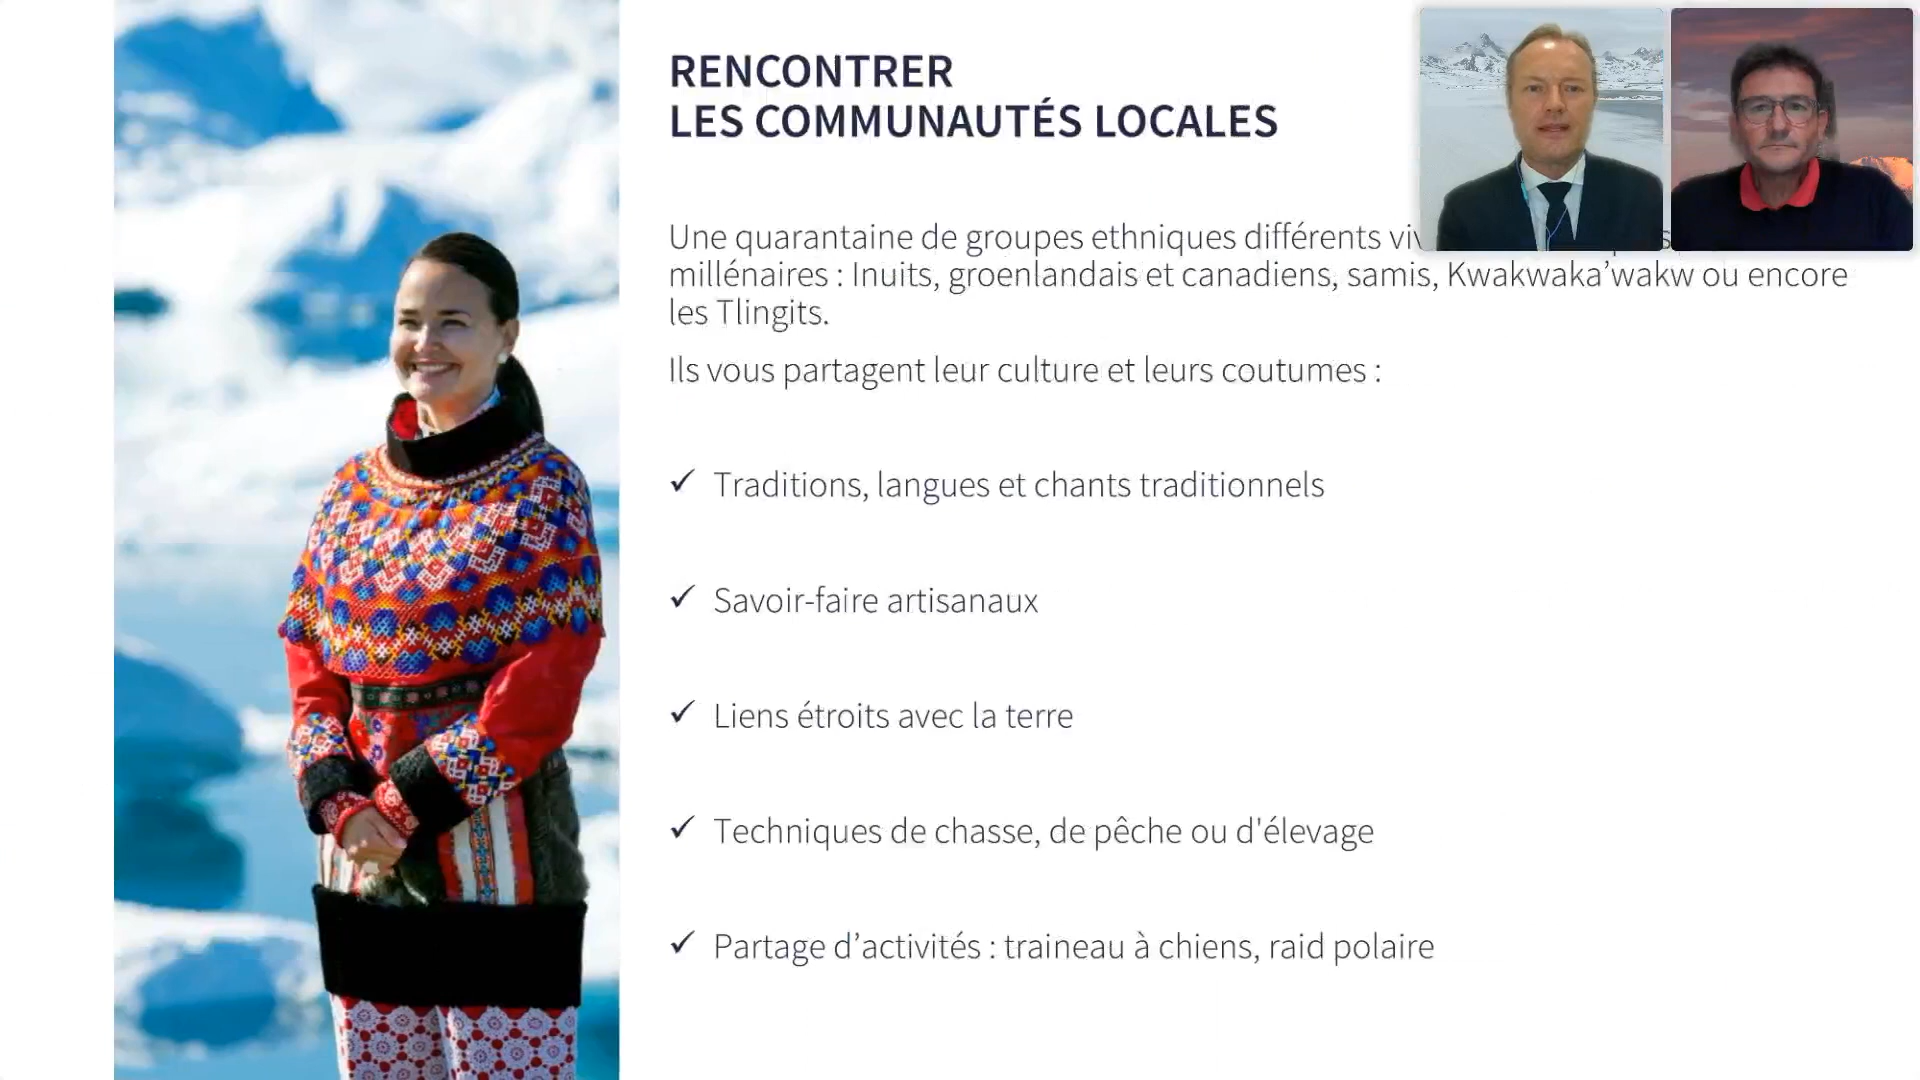 RENCONTRER
LES COMMUNAUTÉS LOCALES
Une quarantaine de groupes ethniques différents
millénaires : Inuits, groenlandais et canadiens, samis, Kwakwaka’wakw ou encore
les Tlingits.
Ils vous partagent leur culture et leurs coutumes :
✓ Traditions, langues et chants traditionnels
✓ Savoir-faire artisanaux
✓ Liens étroits avec la terre
✓ Techniques de chasse, de pêche ou d'élevage
✓ Partage d’activités : traineau à chiens, raid polaire